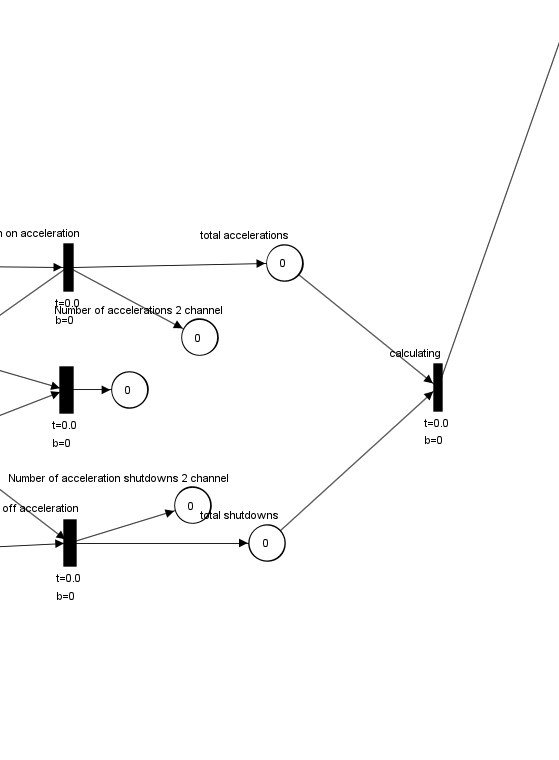 n on acceleration
total accelerations
0
t=0.0
Number of accelerations 2 channel
b=0
0
calculating
0
t=0.0
b=0
t=0.0
b=0
Number of acceleration shutdowns 2 channel
off acceleration
0
total shutdowns
0
t=0.0
b=0